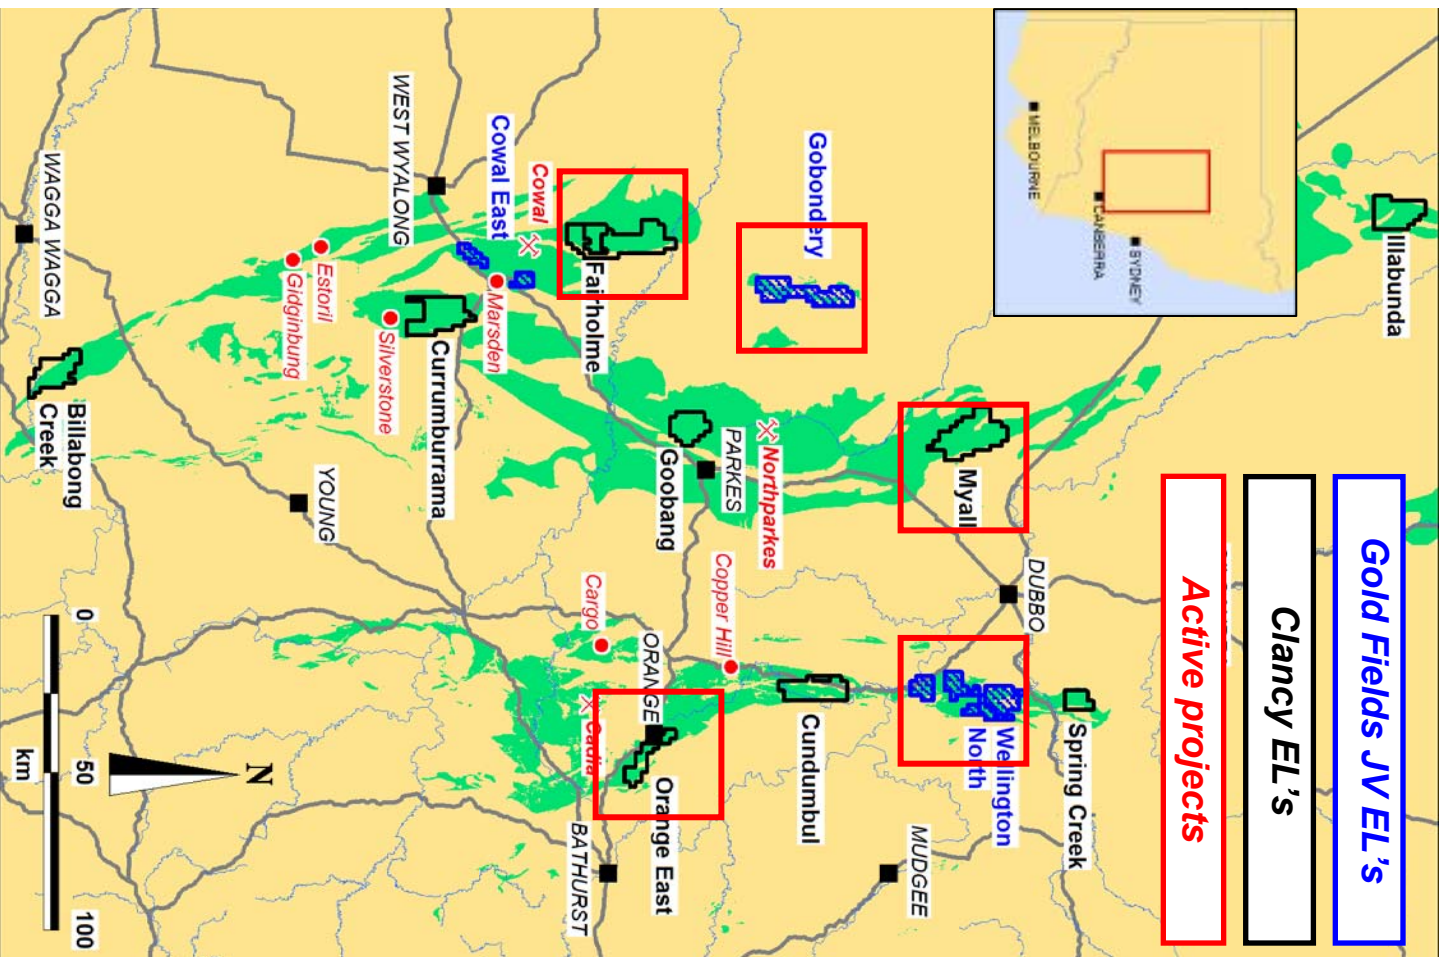 Gold Fields JV EL's
Clancy EL's
Active projects
Illabunda
MELBOURNE
CANBERRA
SYDNEY
Gobondery
Myall
DUBBO
Spring Creek
Wellington
North
MUDGEE
Cundumbul
Northparkes
PARKES
Copper Hill
Goobang
Fairholme
Cowal
Cowal East
Marsden
WEST WYALONG
Currumburrama
Silverstone
Estoril
Gidginbung
Cargo
ORANGE
Orange East
Cadia
BATHURST
YOUNG
WAGGA WAGGA
Billabong
Creek
N
0
50
100
km